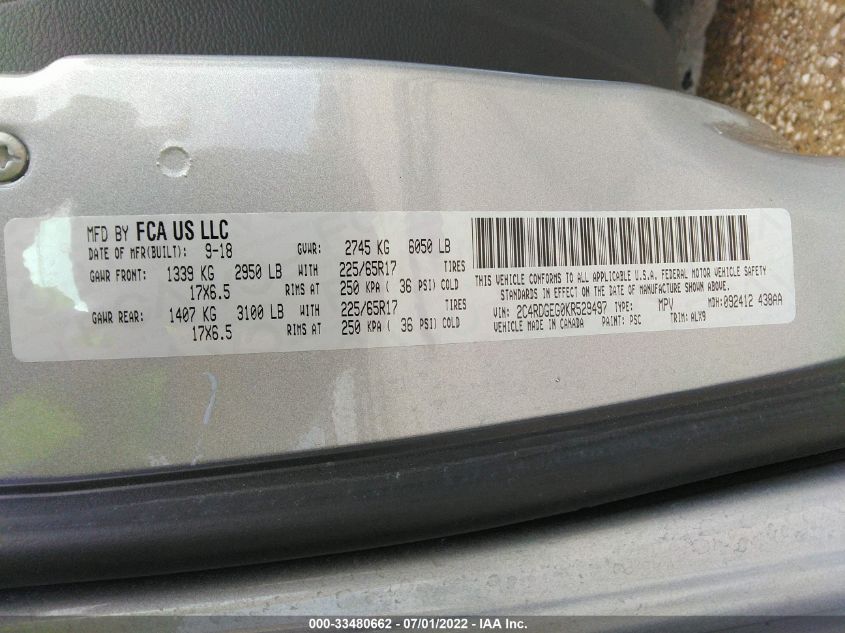 MFD BY FCA US LLC
DATE OF MFR(BUILT): 9-18 GVWR: 2745 KG 6050 LB
GAWR FRONT: 1339 KG 2950 LB WITH 225/65R17 TIRES
17X6.5 RIMS AT 250 KPA ( 36 PSI) COLD
GAWR REAR: 1407 KG 3100 LB WITH 225/65R17 TIRES
17X6.5 RIMS AT 250 KPA ( 36 PSI) COLD
THIS VEHICLE CONFORMS TO ALL APPLICABLE U.S.A. FEDERAL MOTOR VEHICLE SAFETY
STANDARDS IN EFFECT ON THE DATE OF MANUFACTURE SHOWN ABOVE.
VIN: 2C4RDGEG0KR529497 TYPE: MPV MDH: 092412 438AA
VEHICLE MADE IN CANADA PAINT: PSC TRIM: ALX9
000-33480662 - 07/01/2022 - IAA Inc.